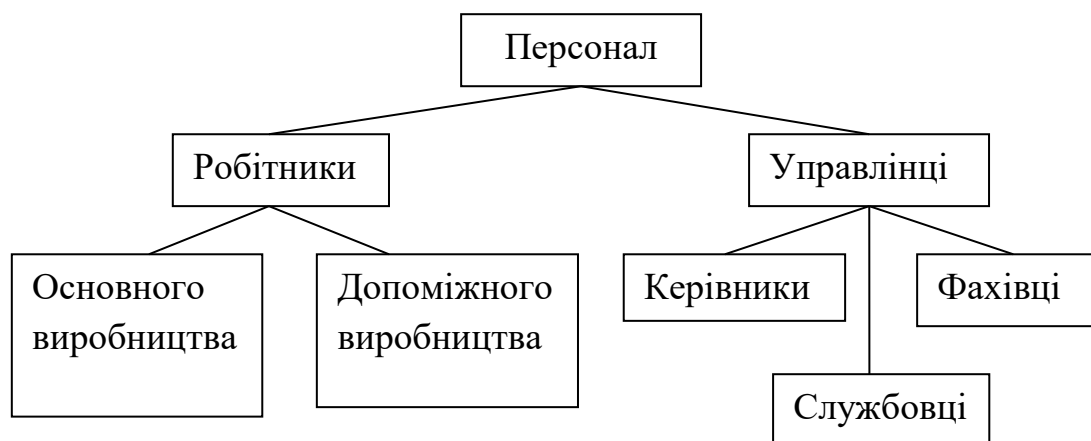 Персонал
Робітники
Управлінці
Основного
виробництва
Допоміжного
виробництва
Керівники
Фахівці
Службовці